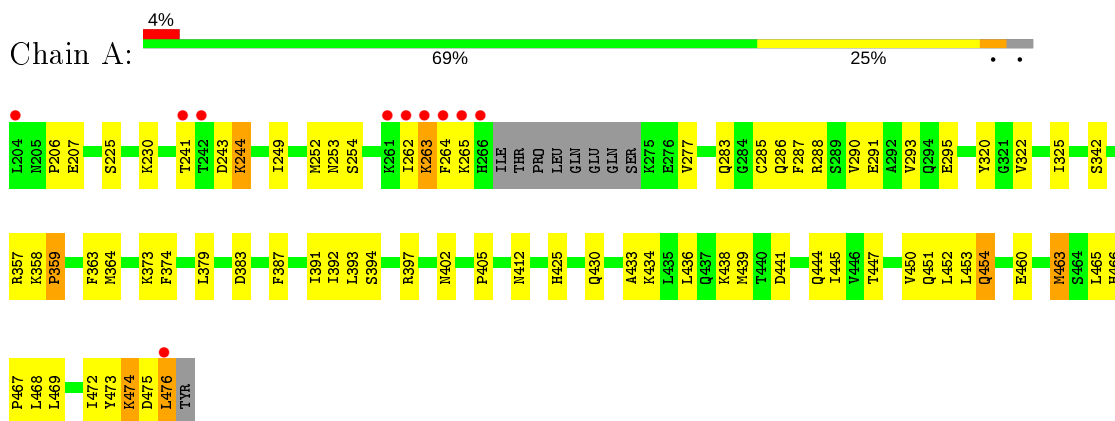 4%
Chain A:
69% 25% • •
L204 N205 P206 E207 S225 K230 T241 T242 D243 K244 I249 M252 N253 S254 K261 I262 K263 F264 K265 H266 ILE THR PRO LEU GLN GLU GLN SER K275 E276 V277 Q283 G284 C285 Q286 F287 R288 S289 V290 E291 A292 V293 Q294 E295 Y320 G321 V322 I325 S342
R357 K358 P359 F363 M364 K373 F374 L379 D383 F387 I391 I392 L393 S394 R397 N402 P405 N412 H425 Q430 A433 K434 L435 L436 Q437 K438 M439 T440 D441 Q444 I445 V446 T447 V450 Q451 L452 L453 Q454 E460 M463 S464 L465 H466
P467 L468 L469 I472 Y473 K474 D475 L476 TYR